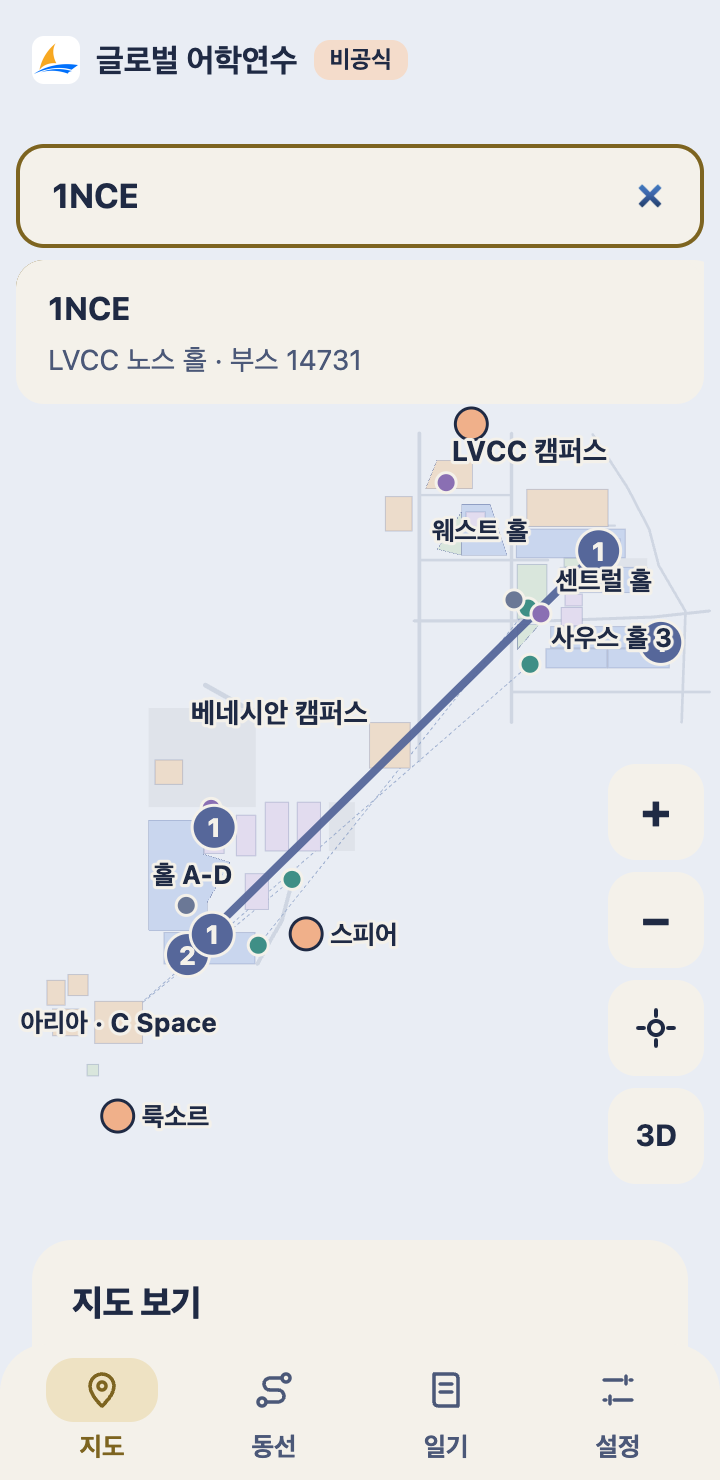 글로벌 어학연수 비공식
1NCE
1NCE
LVCC 노스 홀 · 부스 14731
LVCC 캠퍼스
웨스트 홀
1
센트럴 홀
사우스 홀 3
베네시안 캠퍼스
1
홀 A-D
1
2
스피어
아리아 · C Space
룩소르
+
−
3D
지도 보기
지도
동선
일기
설정